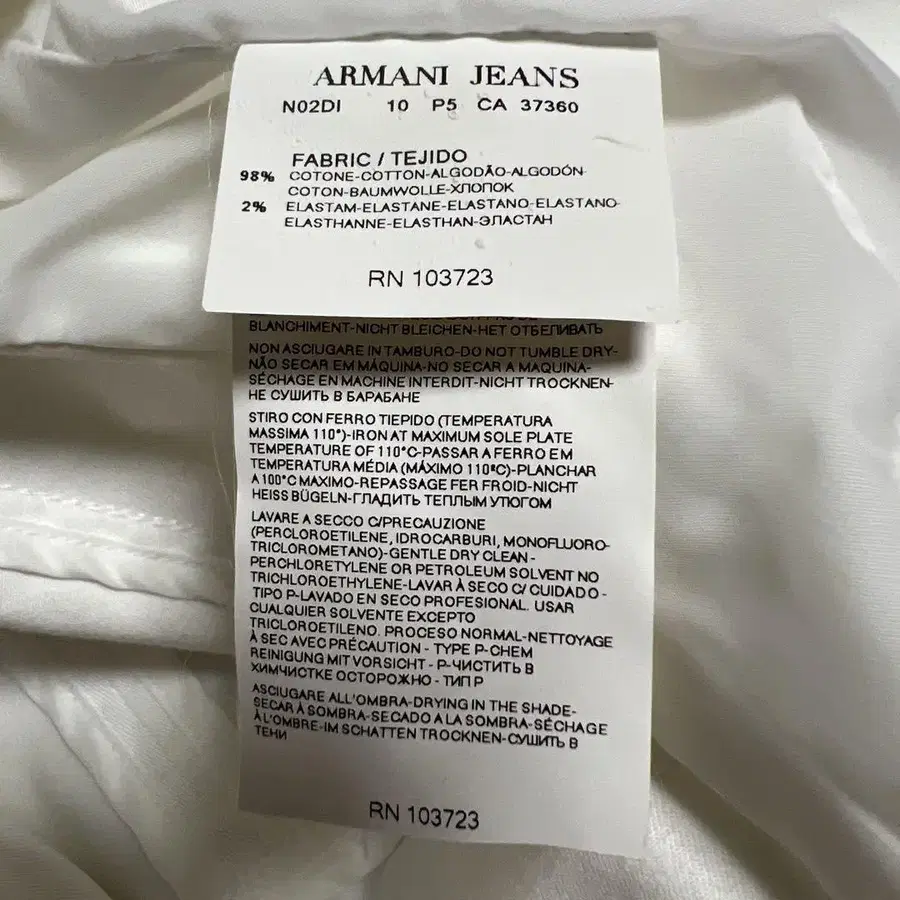 ARMANI JEANS
N02DI 10 P5 CA 37360
FABRIC / TEJIDO
98% COTONE-COTTON-ALGODÃO-ALGODÓN-
COTON-BAUMWOLLE-ХЛОПОК
2% ELASTAM-ELASTANE-ELASTANO-ELASTANO-
ELASTHANNE-ELASTHAN-ЭЛАСТАН
RN 103723
BLANCHIMENT-NICHT BLEICHEN-НЕТ ОТБЕЛИВАТЬ
NON ASCIUGARE IN TAMBURO-DO NOT TUMBLE DRY-
NÃO SECAR EM MÁQUINA-NO SECAR A MAQUINA-
SÉCHAGE EN MACHINE INTERDIT-NICHT TROCKNEN-
НЕ СУШИТЬ В БАРАБАНЕ
STIRO CON FERRO TIEPIDO (TEMPERATURA
MASSIMA 110°)-IRON AT MAXIMUM SOLE PLATE
TEMPERATURE OF 110°C-PASSAR A FERRO EM
TEMPERATURA MÉDIA (MÁXIMO 110ºC)-PLANCHAR
A 100°C MAXIMO-REPASSAGE FER FROID-NICHT
HEISS BÜGELN-ГЛАДИТЬ ТЕПЛЫМ УТЮГОМ
LAVARE A SECCO C/PRECAUZIONE
(PERCLOROETILENE, IDROCARBURI, MONOFLUORO-
TRICLOROMETANO)-GENTLE DRY CLEAN -
PERCHLORETYLENE OR PETROLEUM SOLVENT NO
TRICHLOROETHYLENE-LAVAR À SECO C/ CUIDADO -
TIPO P-LAVADO EN SECO PROFESIONAL. USAR
CUALQUIER SOLVENTE EXCEPTO
TRICLOROETILENO. PROCESO NORMAL-NETTOYAGE
À SEC AVEC PRÉCAUTION - TYPE P-CHEM
REINIGUNG MIT VORSICHT - P-ЧИСТИТЬ В
ХИМЧИСТКЕ ОСТОРОЖНО - ТИП P
ASCIUGARE ALL'OMBRA-DRYING IN THE SHADE-
SECAR À SOMBRA-SECADO A LA SOMBRA-SÉCHAGE
À L'OMBRE-IM SCHATTEN TROCKNEN-СУШИТЬ В
ТЕНИ
RN 103723